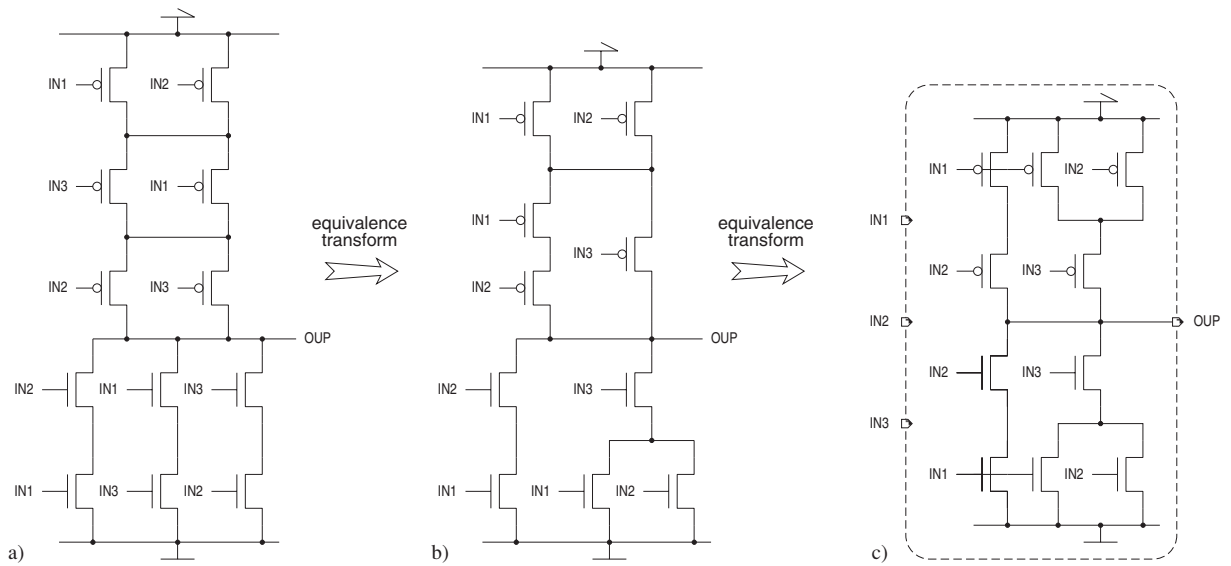 IN1 IN2
IN3 IN1
IN2 IN3
OUP
IN2 IN1 IN3
IN1 IN3 IN2
a)
equivalence
transform
IN1 IN2
IN1
IN3
IN2
OUP
IN2 IN3
IN1 IN1 IN2
b)
equivalence
transform
IN1 IN2
IN1
IN2 IN3
IN2
OUP
IN2 IN3
IN3
IN1 IN2
c)